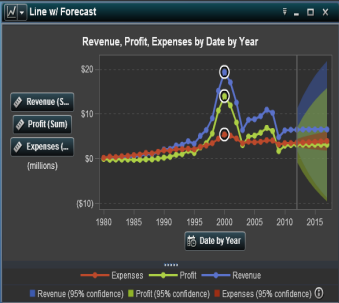 Line w/ Forecast
Revenue, Profit, Expenses by Date by Year
Revenue (S...
Profit (Sum)
Expenses (...
(millions)
$20
$10
$0
($10)
1980 1985 1990 1995 2000 2005 2010 2015
Date by Year
Expenses Profit Revenue
Revenue (95% confidence) Profit (95% confidence) Expenses (95% confidence)